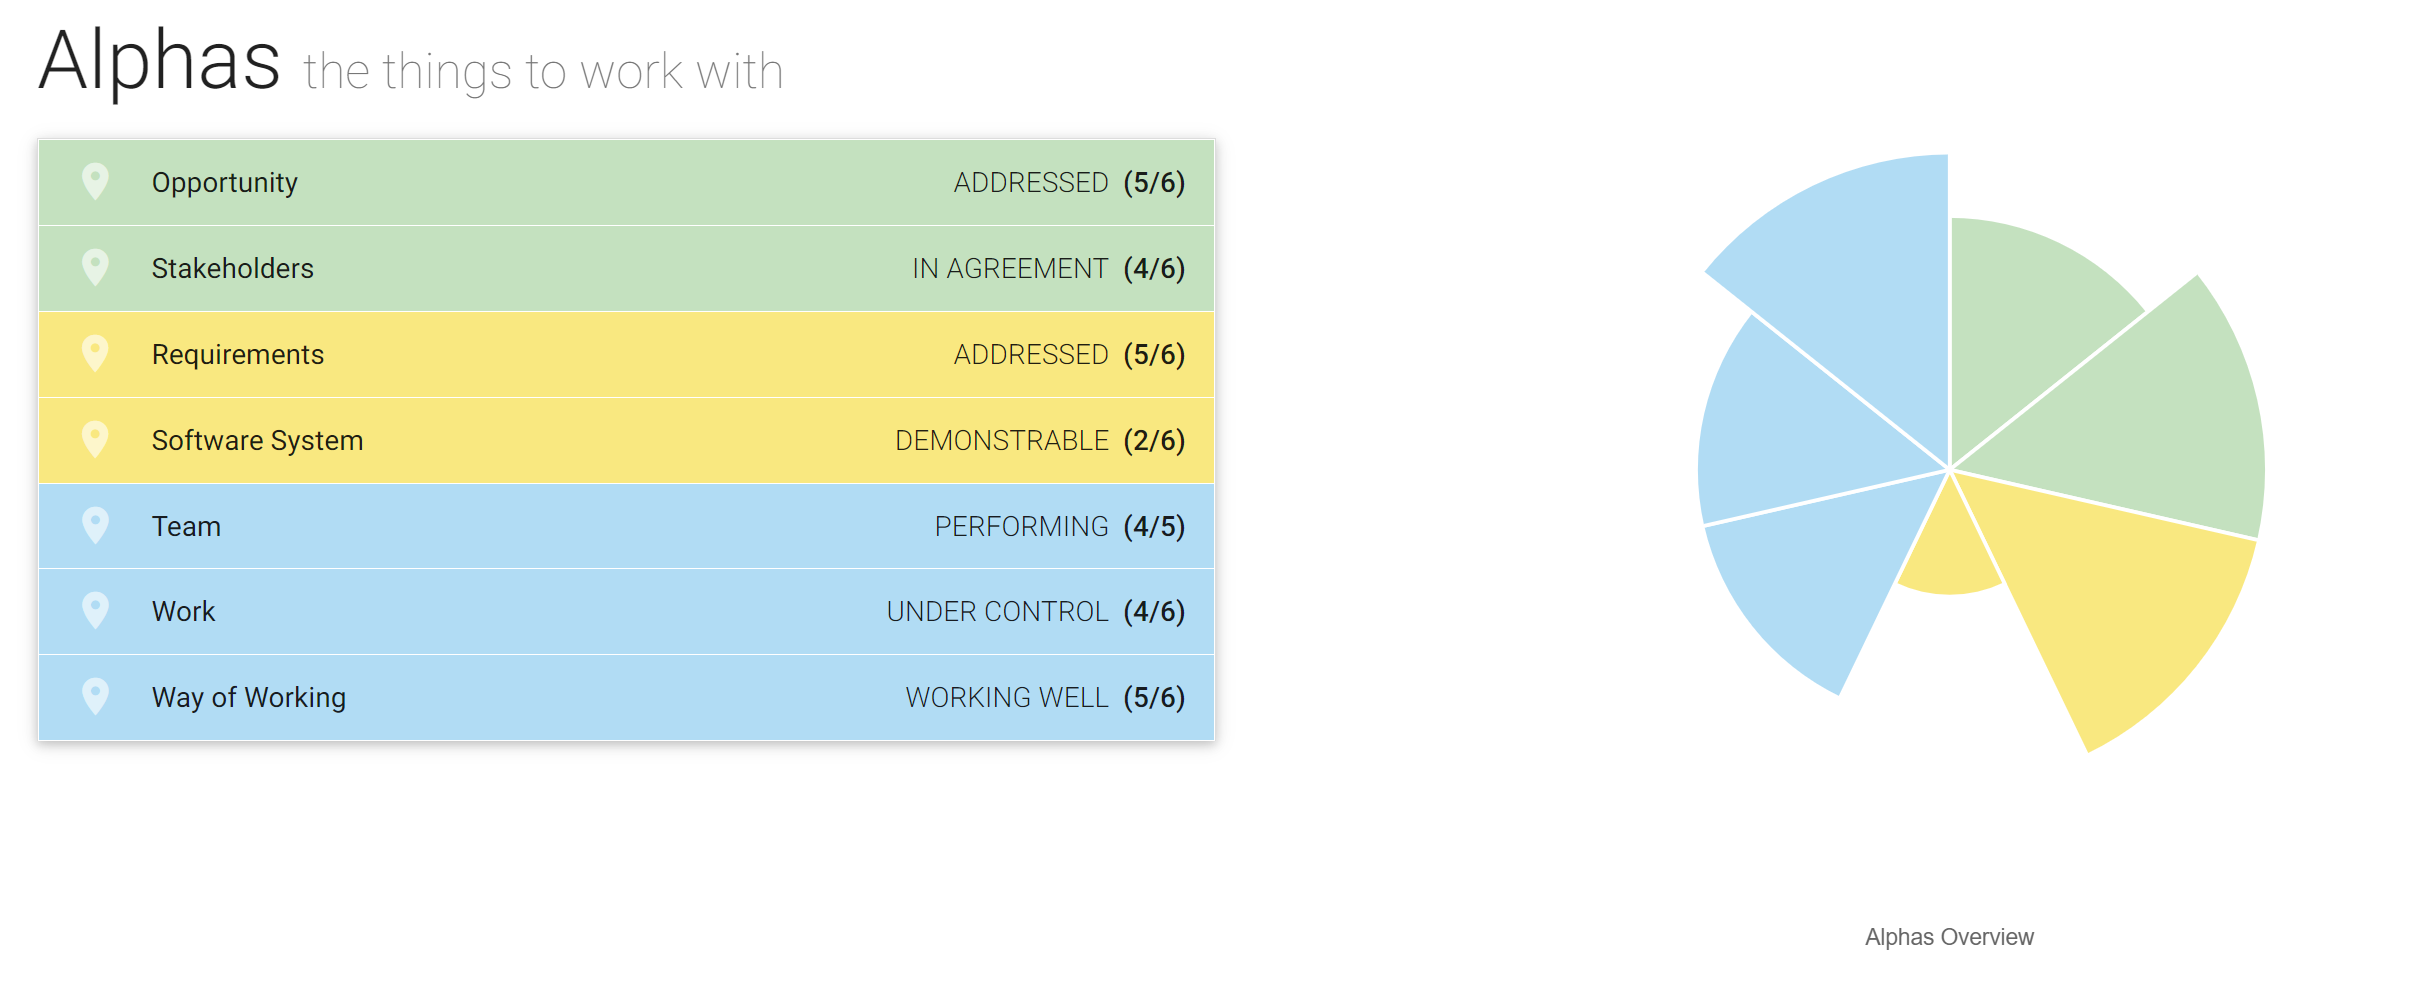 Alphas the things to work with
Opportunity ADDRESSED (5/6)
Stakeholders IN AGREEMENT (4/6)
Requirements ADDRESSED (5/6)
Software System DEMONSTRABLE (2/6)
Team PERFORMING (4/5)
Work UNDER CONTROL (4/6)
Way of Working WORKING WELL (5/6)
Alphas Overview